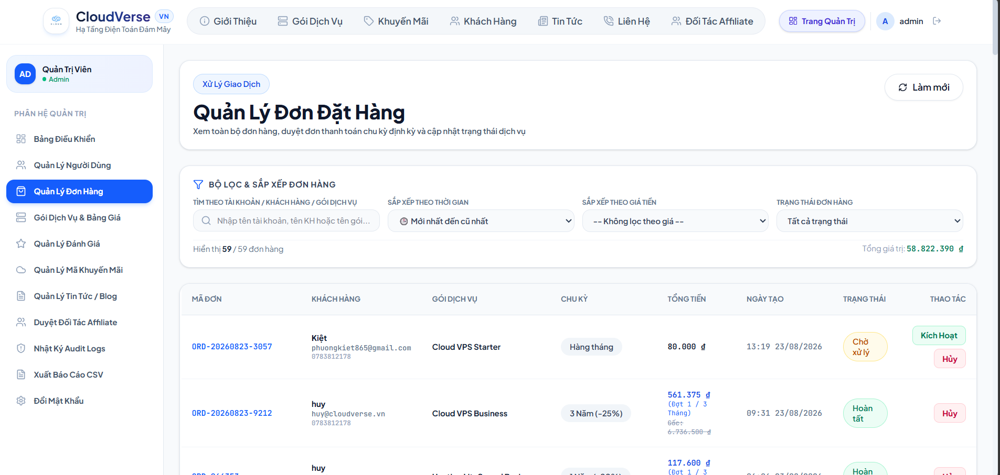 CLOUD
CloudVerse VN
Hạ Tầng Điện Toán Đám Mây
Giới Thiệu
Gói Dịch Vụ
Khuyến Mãi
Khách Hàng
Tin Tức
Liên Hệ
Đối Tác Affiliate
Trang Quản Trị
A
admin
AD
Quản Trị Viên
Admin
PHÂN HỆ QUẢN TRỊ
Bảng Điều Khiển
Quản Lý Người Dùng
Quản Lý Đơn Hàng
Gói Dịch Vụ & Bảng Giá
Quản Lý Đánh Giá
Quản Lý Mã Khuyến Mãi
Quản Lý Tin Tức / Blog
Duyệt Đối Tác Affiliate
Nhật Ký Audit Logs
Xuất Báo Cáo CSV
Đổi Mật Khẩu
Xử Lý Giao Dịch
Làm mới
Quản Lý Đơn Đặt Hàng
Xem toàn bộ đơn hàng, duyệt đơn thanh toán chu kỳ định kỳ và cập nhật trạng thái dịch vụ
BỘ LỌC & SẮP XẾP ĐƠN HÀNG
TÌM THEO TÀI KHOẢN / KHÁCH HÀNG / GÓI DỊCH VỤ
Nhập tên tài khoản, tên KH hoặc tên gói...
SẮP XẾP THEO THỜI GIAN
Mới nhất đến cũ nhất
SẮP XẾP THEO GIÁ TIỀN
-- Không lọc theo giá --
TRẠNG THÁI ĐƠN HÀNG
Tất cả trạng thái
Hiển thị 59 / 59 đơn hàng
Tổng giá trị: 58.822.390 ₫
MÃ ĐƠN
KHÁCH HÀNG
GÓI DỊCH VỤ
CHU KỲ
TỔNG TIỀN
NGÀY TẠO
TRẠNG THÁI
THAO TÁC
ORD-20260823-3057
Kiệt
phuongkiet865@gmail.com
0783812178
Cloud VPS Starter
Hàng tháng
80.000 ₫
13:19 23/08/2026
Chờ
xử lý
Kích Hoạt
Hủy
ORD-20260823-9212
huy
huy@cloudverse.vn
0783812178
Cloud VPS Business
3 Năm (-25%)
561.375 ₫
(Đợt 1 / 3
Tháng)
Gốc:
6.736.500 ₫
09:31 23/08/2026
Hoàn
tất
Hủy
huy
117.600 ₫
(Đợt 1 / 3
Hoàn